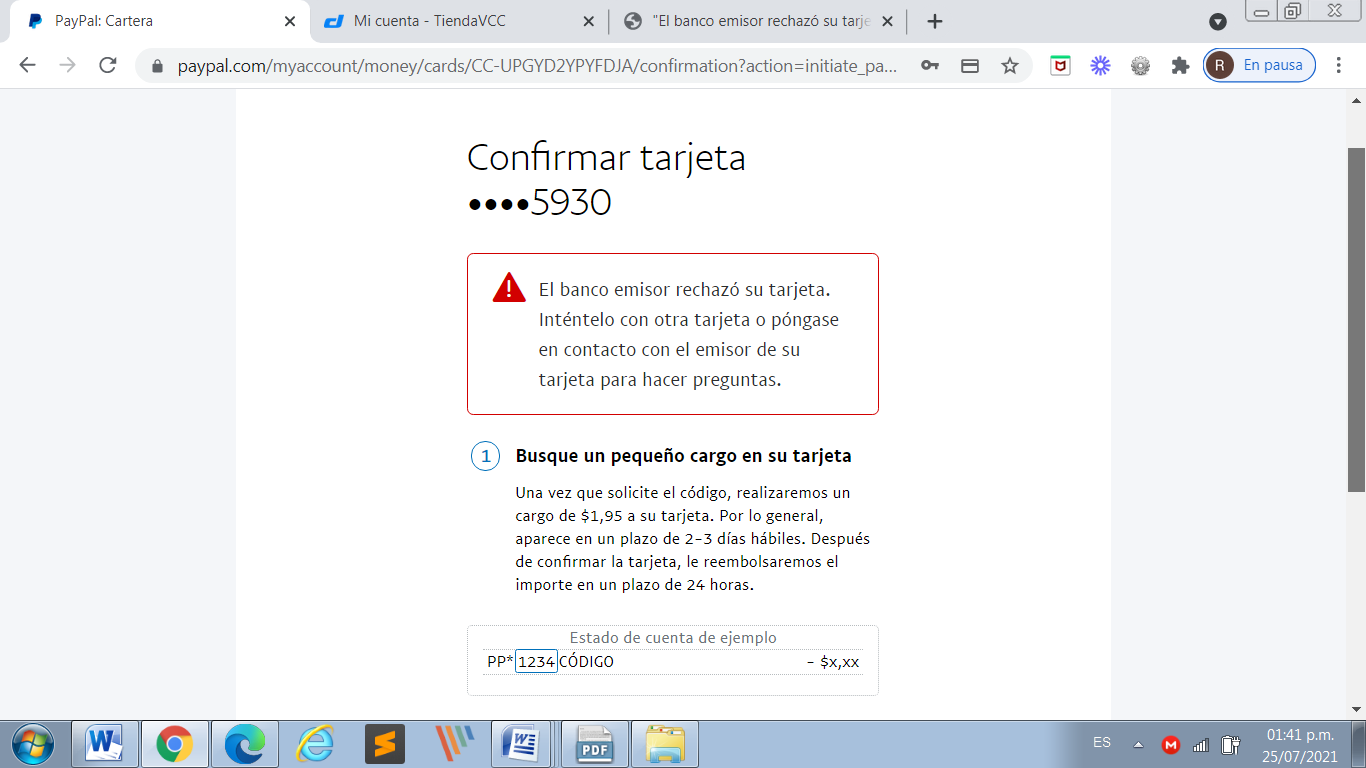 PayPal: Cartera
Mi cuenta - TiendaVCC
"El banco emisor rechazó su tarje
paypal.com/myaccount/money/cards/CC-UPGYD2YPYFDJA/confirmation?action=initiate_pa...
R
En pausa
Confirmar tarjeta
••••5930
El banco emisor rechazó su tarjeta.
Inténtelo con otra tarjeta o póngase
en contacto con el emisor de su
tarjeta para hacer preguntas.
1
Busque un pequeño cargo en su tarjeta
Una vez que solicite el código, realizaremos un
cargo de $1,95 a su tarjeta. Por lo general,
aparece en un plazo de 2-3 días hábiles. Después
de confirmar la tarjeta, le reembolsaremos el
importe en un plazo de 24 horas.
Estado de cuenta de ejemplo
PP*1234CÓDIGO - $x,xx
PDF
ES
01:41 p.m.
25/07/2021